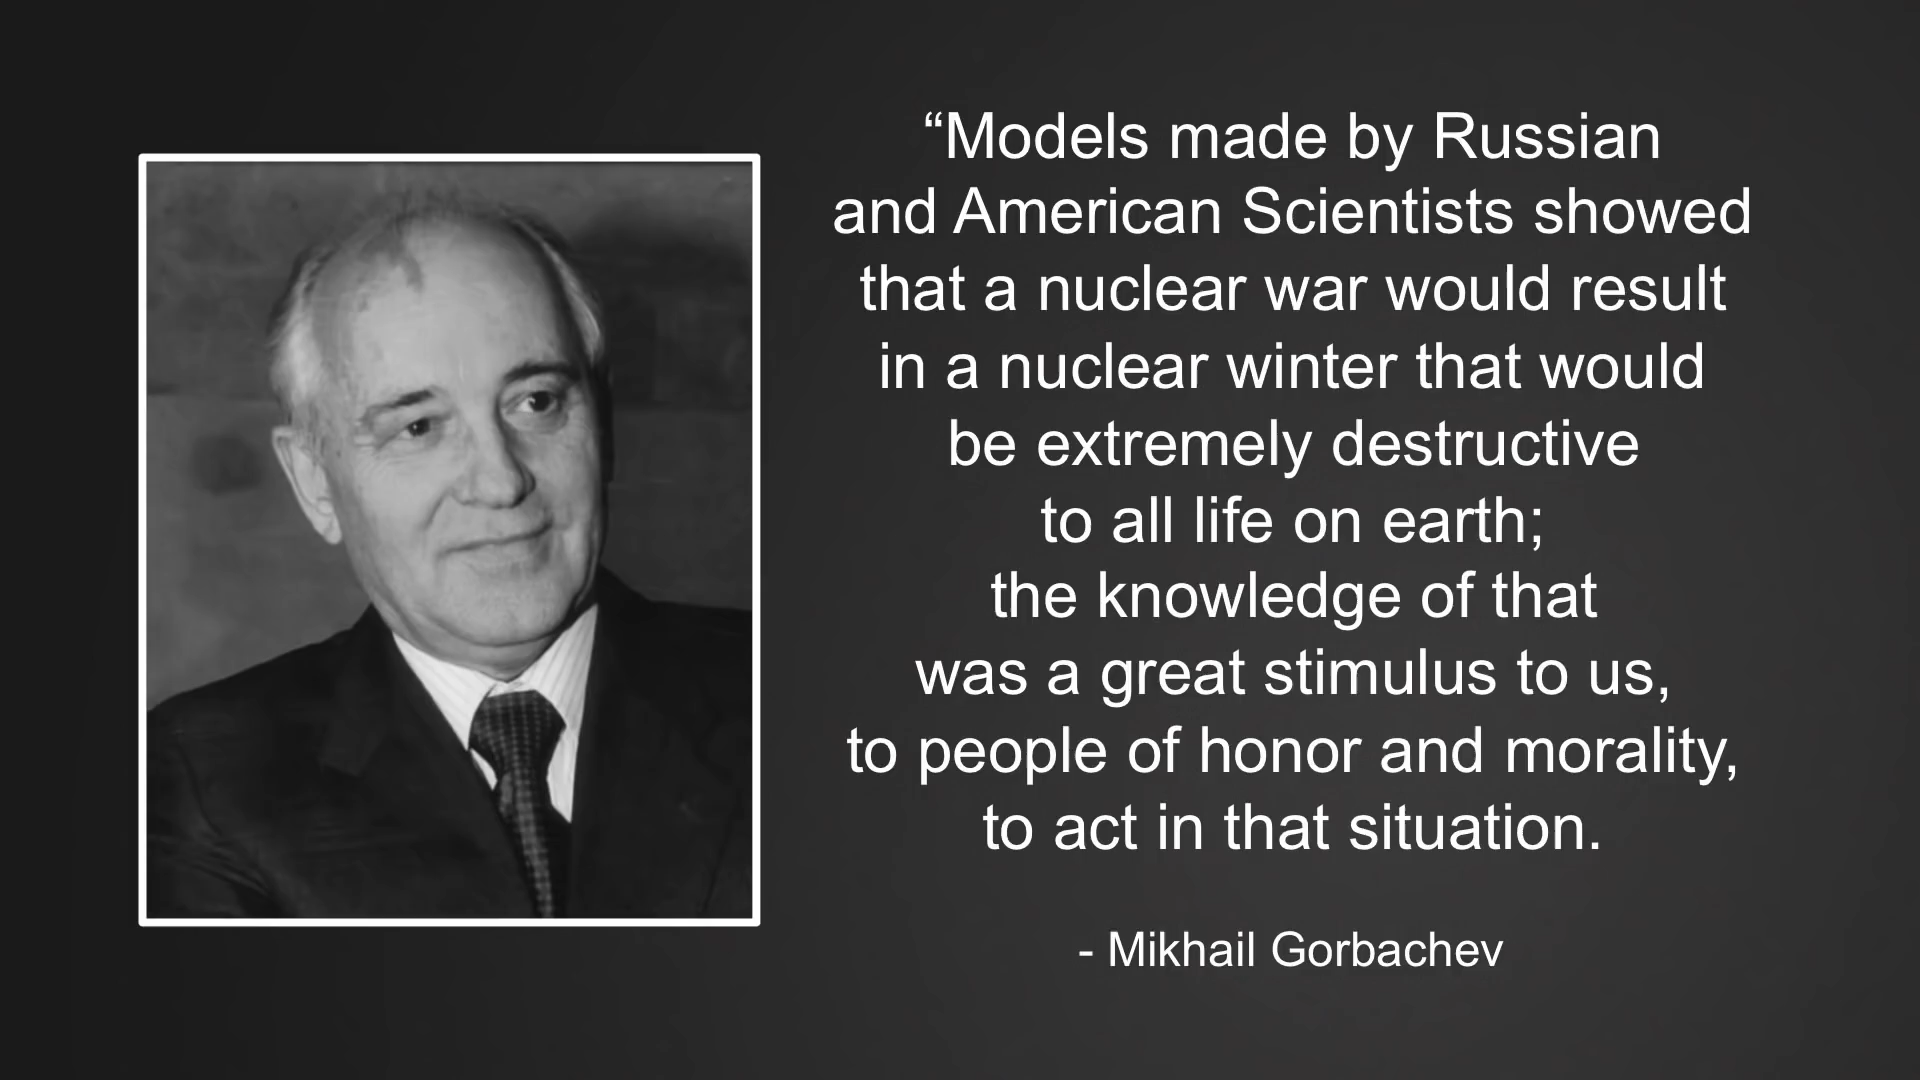 “Models made by Russian
and American Scientists showed
that a nuclear war would result
in a nuclear winter that would
be extremely destructive
to all life on earth;
the knowledge of that
was a great stimulus to us,
to people of honor and morality,
to act in that situation.
- Mikhail Gorbachev